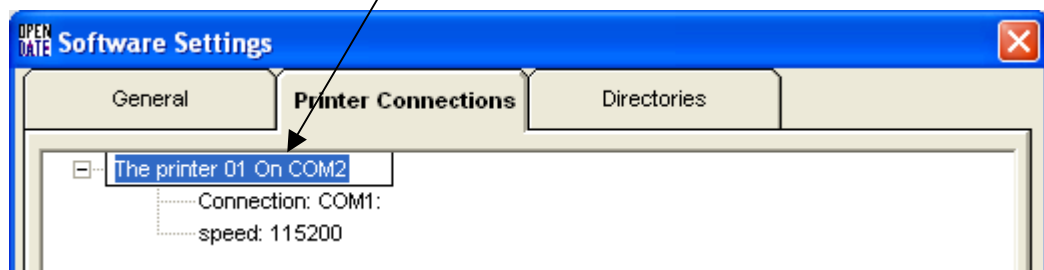 OPEN
DATE Software Settings
General Printer Connections Directories
The printer 01 On COM2
Connection: COM1:
speed: 115200